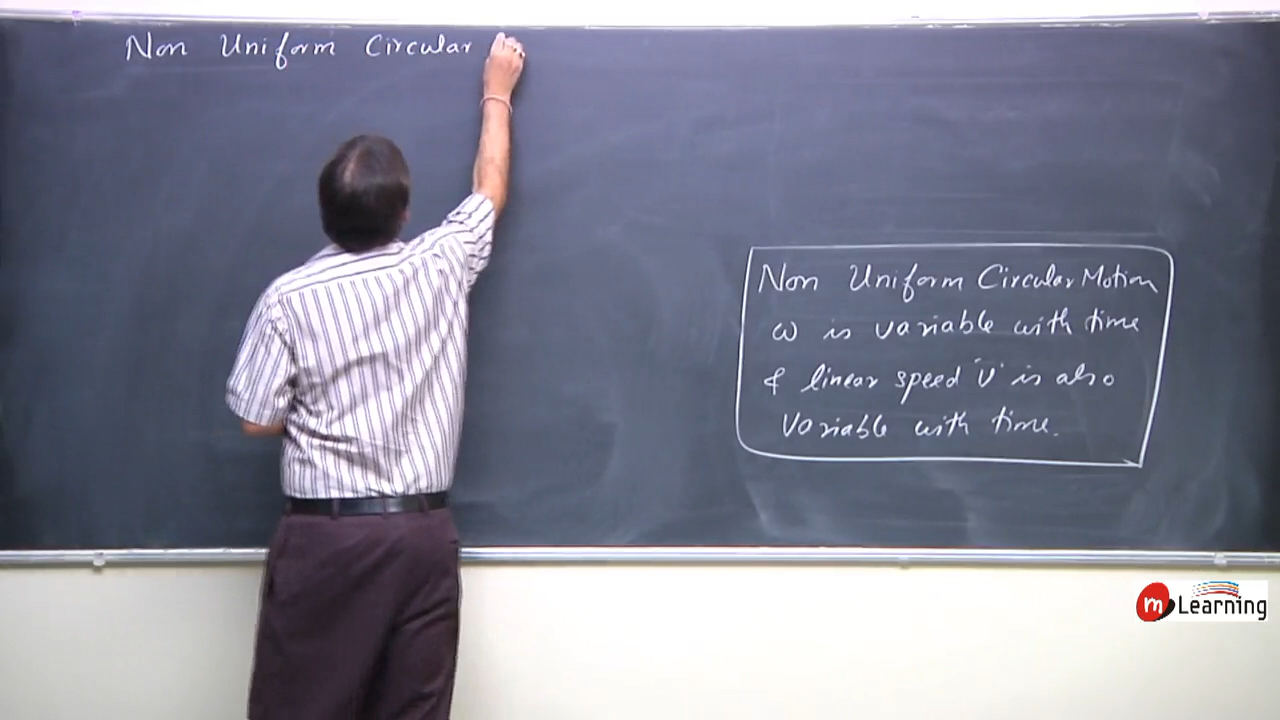 Non Uniform Circular
Non Uniform Circular Motion
ω is variable with time
& linear speed 'v' is also
variable with time.
m Learning